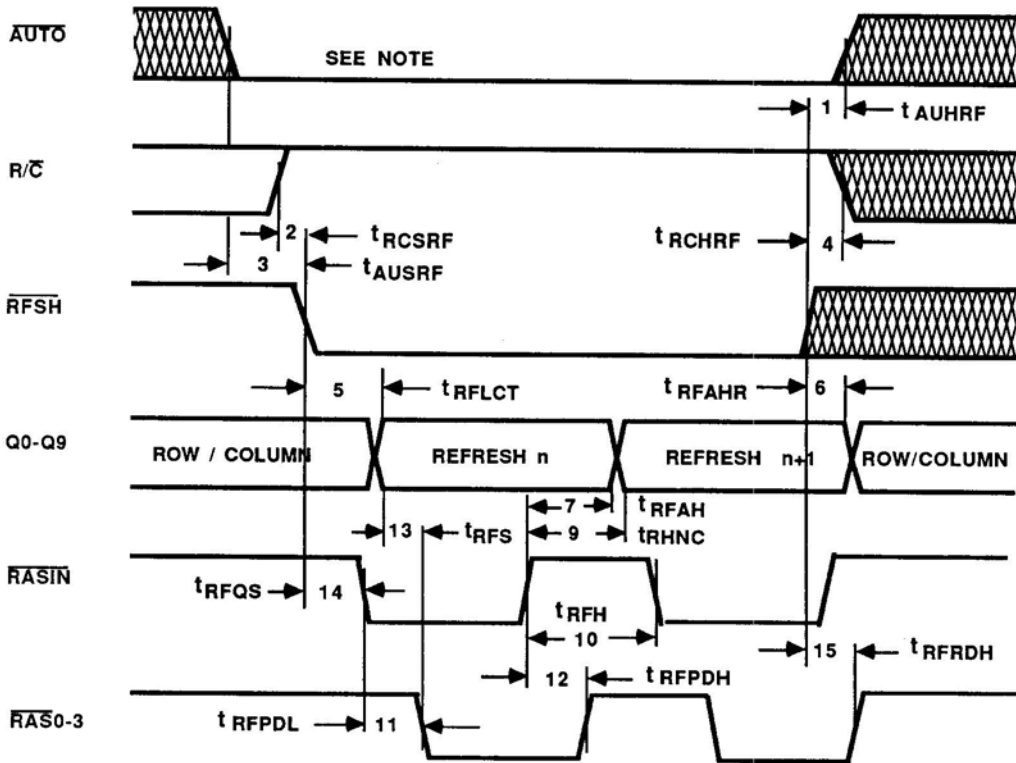 AUTO
SEE NOTE
1 tAUHRF
R/C
2 tRCSRF
tRCHRF 4
3 tAUSRF
RFSH
5 tRFLCT
tRFAHR 6
Q0-Q9
ROW / COLUMN REFRESH n REFRESH n+1 ROW/COLUMN
7 tRFAH
13 tRFS 9 tRHNC
RASIN
tRFQS 14
tRFH
10
15 tRFRDH
12 tRFPDH
RAS0-3
tRFPDL 11